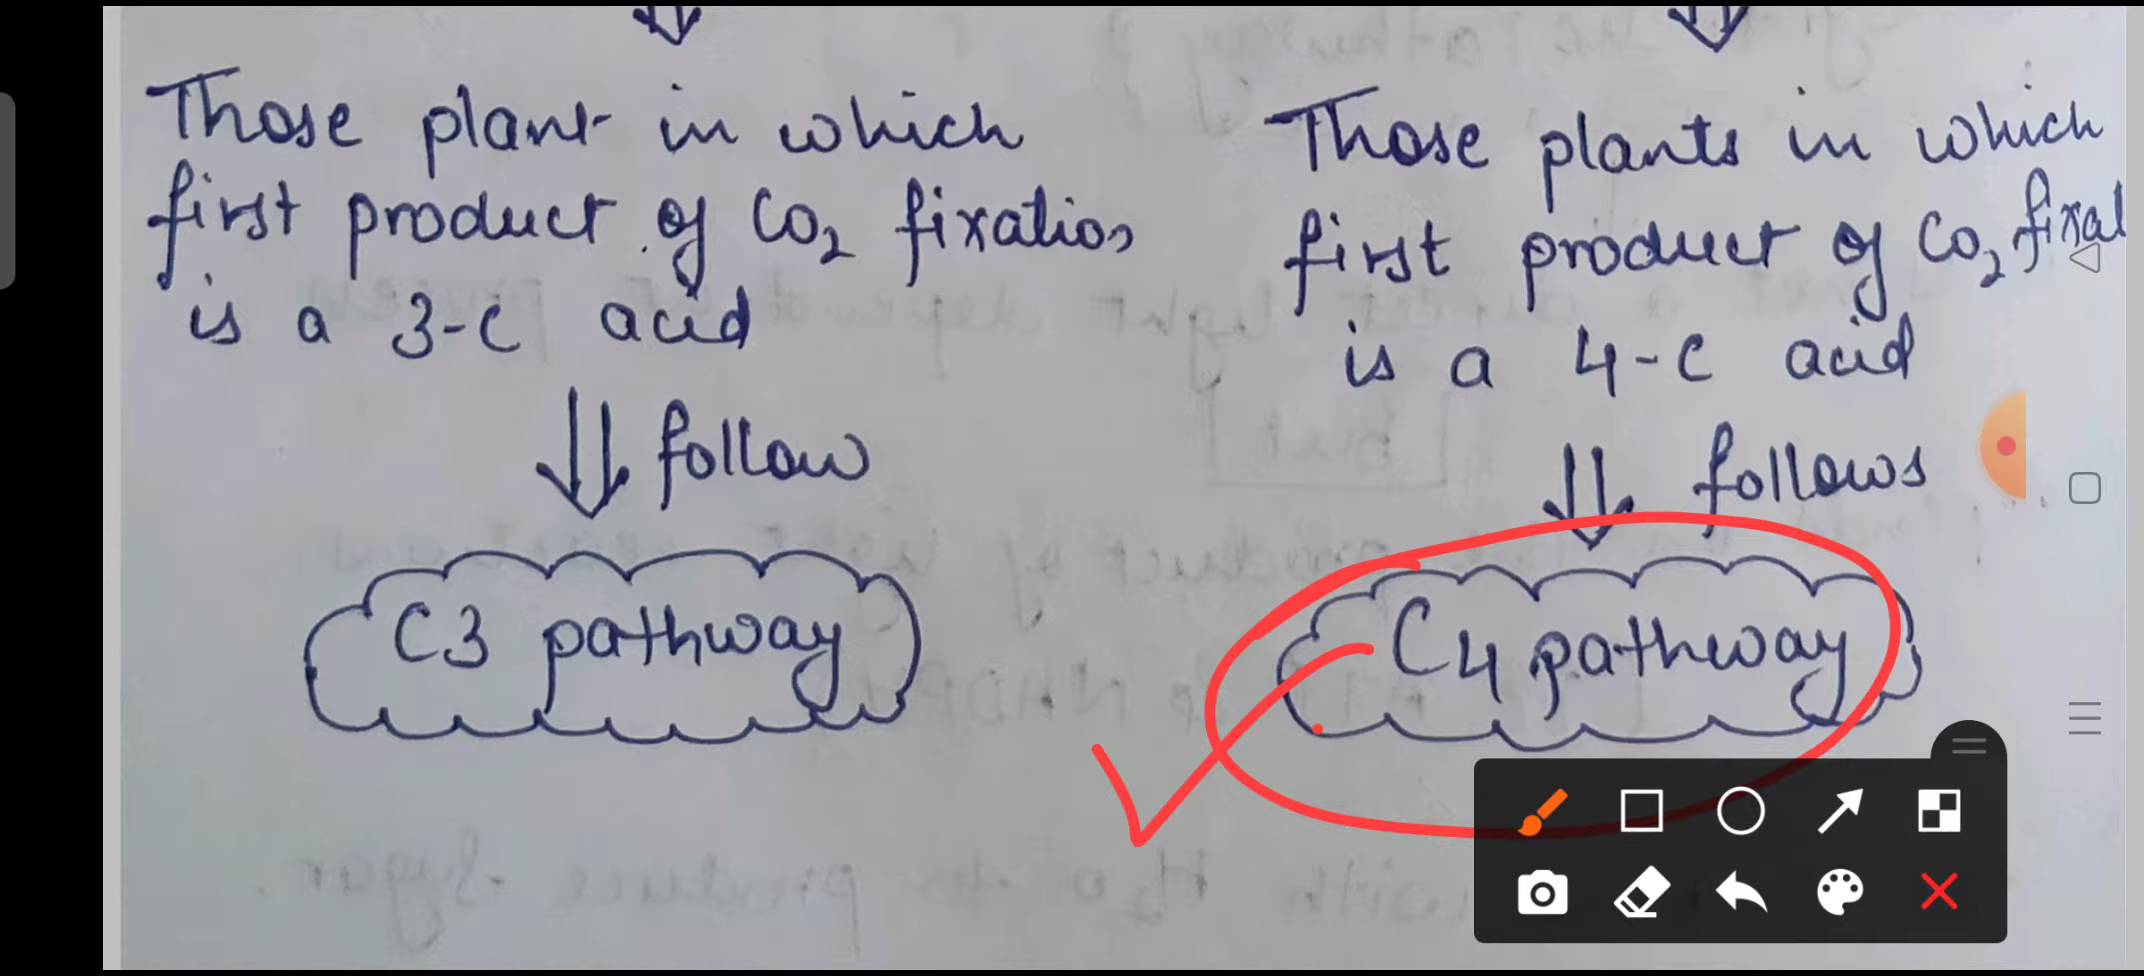 Those plant in which
first product of CO2 fixation
is a 3-C acid
follow
C3 pathway
Those plants in which
first product of CO2 fixat
is a 4-C acid
follows
C4 pathway